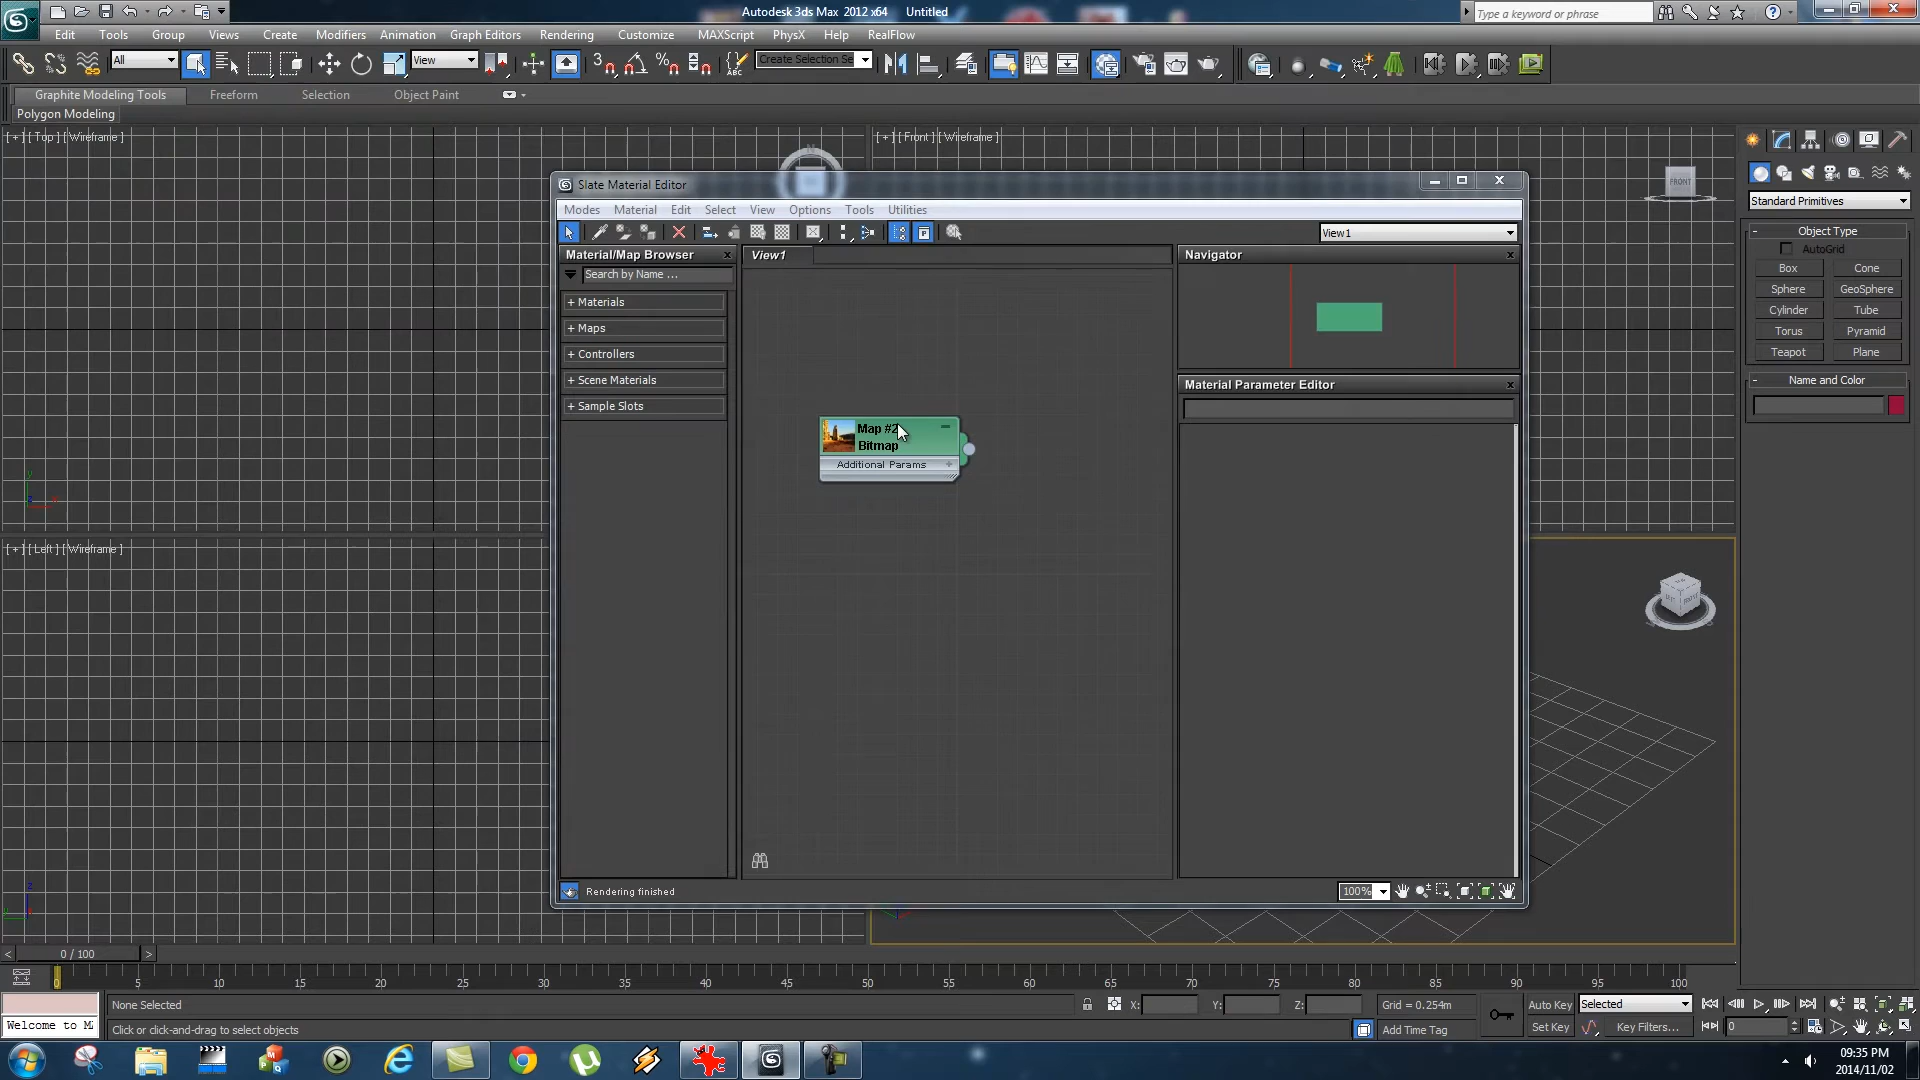 Autodesk 3ds Max 2012 x64 Untitled
Type a keyword or phrase
Edit Tools Group Views Create Modifiers Animation Graph Editors Rendering Customize MAXScript PhysX Help RealFlow
All
View
Create Selection Se
Graphite Modeling Tools Freeform Selection Object Paint
Polygon Modeling
[ + ] [ Top ] [ Wireframe ]
[ + ] [ Front ] [ Wireframe ]
FRONT
Standard Primitives
- Object Type
AutoGrid
Box Cone
Sphere GeoSphere
Cylinder Tube
Torus Pyramid
Teapot Plane
- Name and Color
Slate Material Editor
Modes Material Edit Select View Options Tools Utilities
View1
Material/Map Browser
Search by Name ...
+ Materials
+ Maps
+ Controllers
+ Scene Materials
+ Sample Slots
View1
Map #2
Bitmap
Additional Params +
Navigator
Material Parameter Editor
Rendering finished
100%
[ + ] [ Left ] [ Wireframe ]
0 / 100
0 5 10 15 20 25 30 35 40 45 50 55 60 65 70 75 80 85 90 95 100
None Selected
X: Y: Z: Grid = 0.254m
Auto Key Selected
Welcome to M
Click or click-and-drag to select objects
Add Time Tag
Set Key Key Filters... 0
09:35 PM
2014/11/02